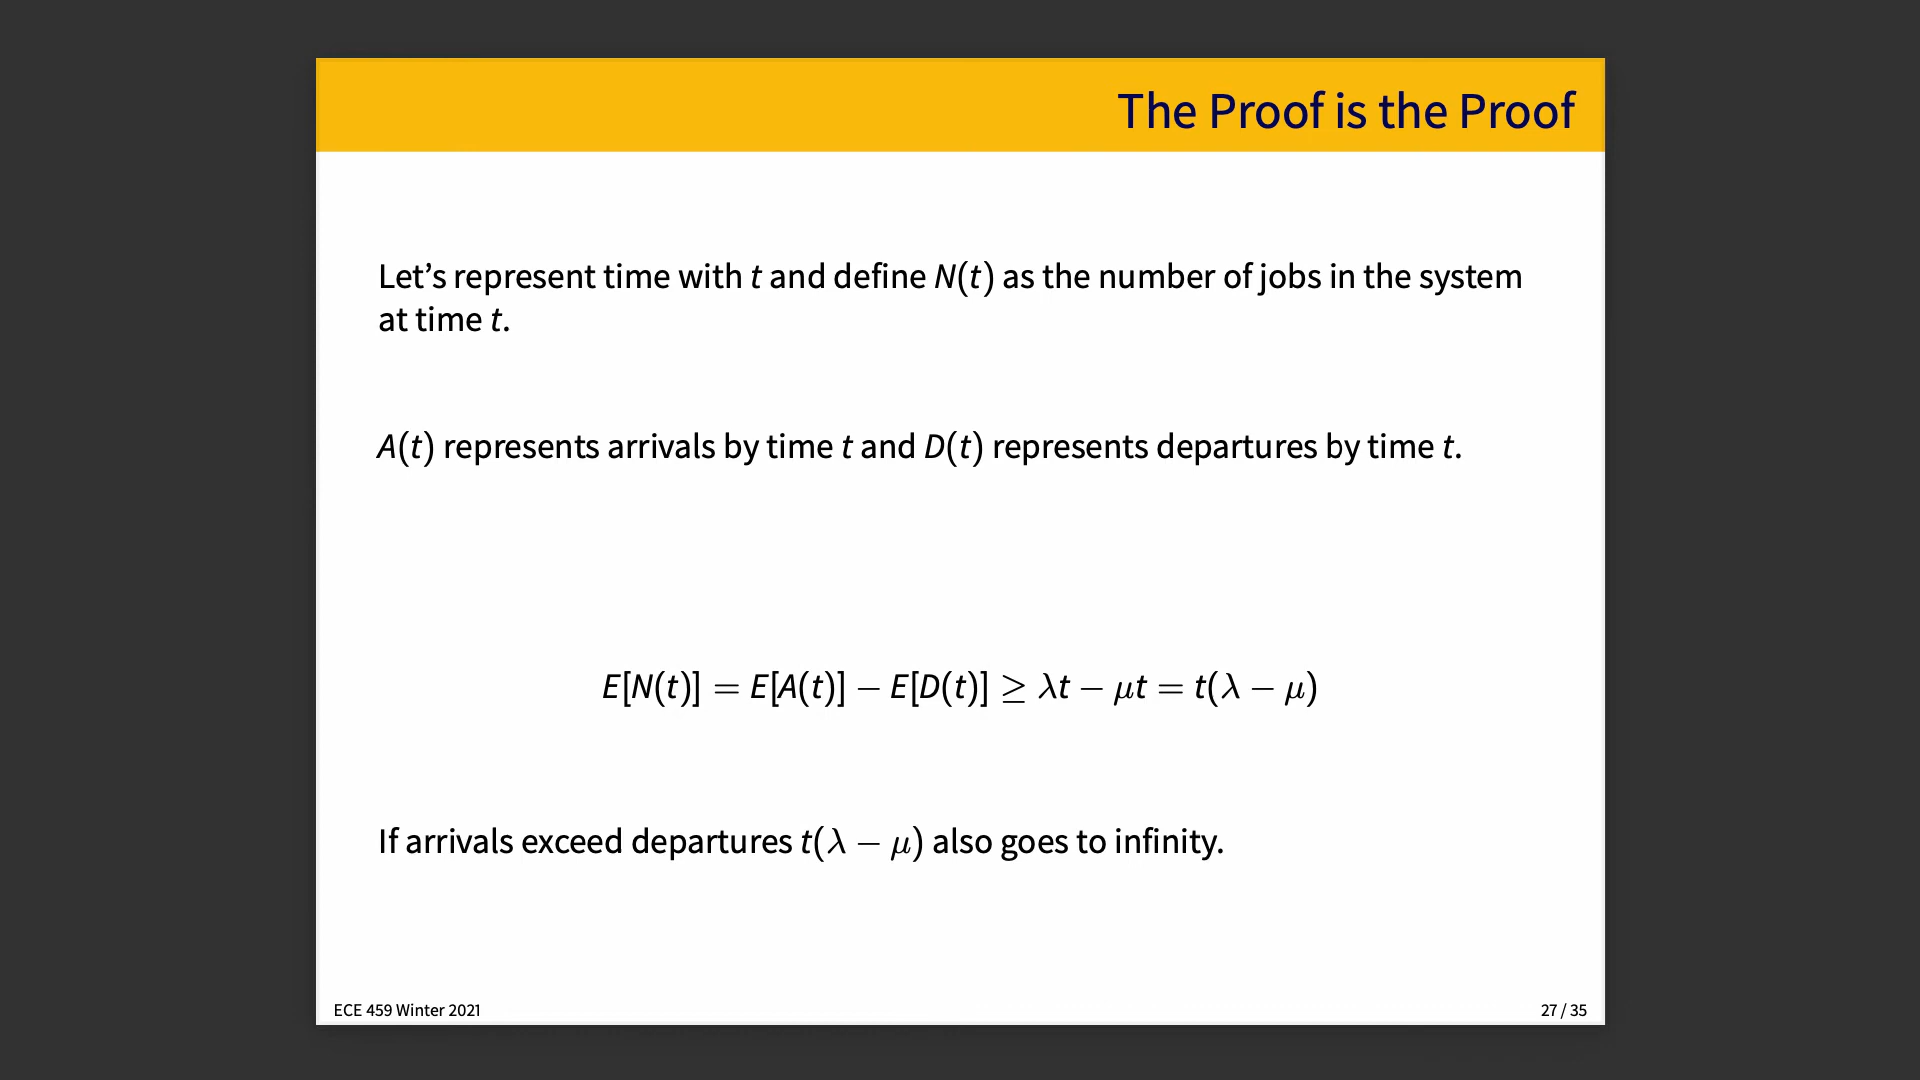 The Proof is the Proof
Let’s represent time with t and define N(t) as the number of jobs in the system
at time t.
A(t) represents arrivals by time t and D(t) represents departures by time t.
E[N(t)] = E[A(t)] − E[D(t)] ≥ λt − μt = t(λ − μ)
If arrivals exceed departures t(λ − μ) also goes to infinity.
ECE 459 Winter 2021
27 / 35